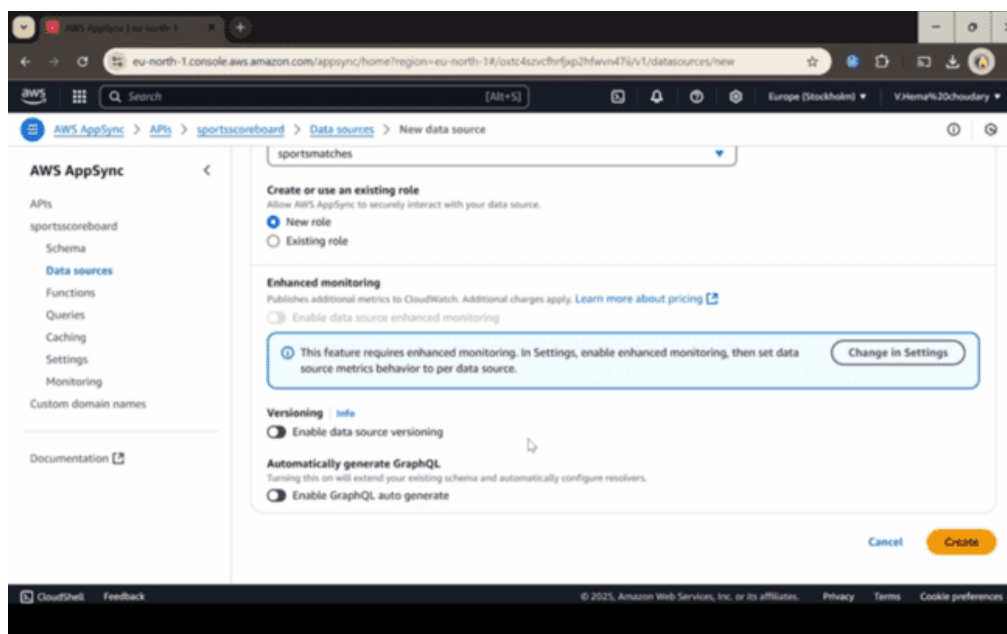 AWS AppSync | eu-north-1
eu-north-1.console.aws.amazon.com/appsync/home?region=eu-north-1#/oxtc4szvcfhrfjxp2hfwvn47ii/v1/datasources/new
aws
Search
[Alt+S]
Europe (Stockholm)
V.Hema%20choudary
AWS AppSync > APIs > sportsscoreboard > Data sources > New data source
AWS AppSync
APIs
sportsscoreboard
Schema
Data sources
Functions
Queries
Caching
Settings
Monitoring
Custom domain names
Documentation
sportsmatches
Create or use an existing role
Allow AWS AppSync to securely interact with your data source.
New role
Existing role
Enhanced monitoring
Publishes additional metrics to CloudWatch. Additional charges apply. Learn more about pricing
Enable data source enhanced monitoring
This feature requires enhanced monitoring. In Settings, enable enhanced monitoring, then set data
source metrics behavior to per data source.
Change in Settings
Versioning | Info
Enable data source versioning
Automatically generate GraphQL
Turning this on will extend your existing schema and automatically configure resolvers.
Enable GraphQL auto generate
Cancel
Create
CloudShell
Feedback
© 2025, Amazon Web Services, Inc. or its affiliates.
Privacy
Terms
Cookie preferences